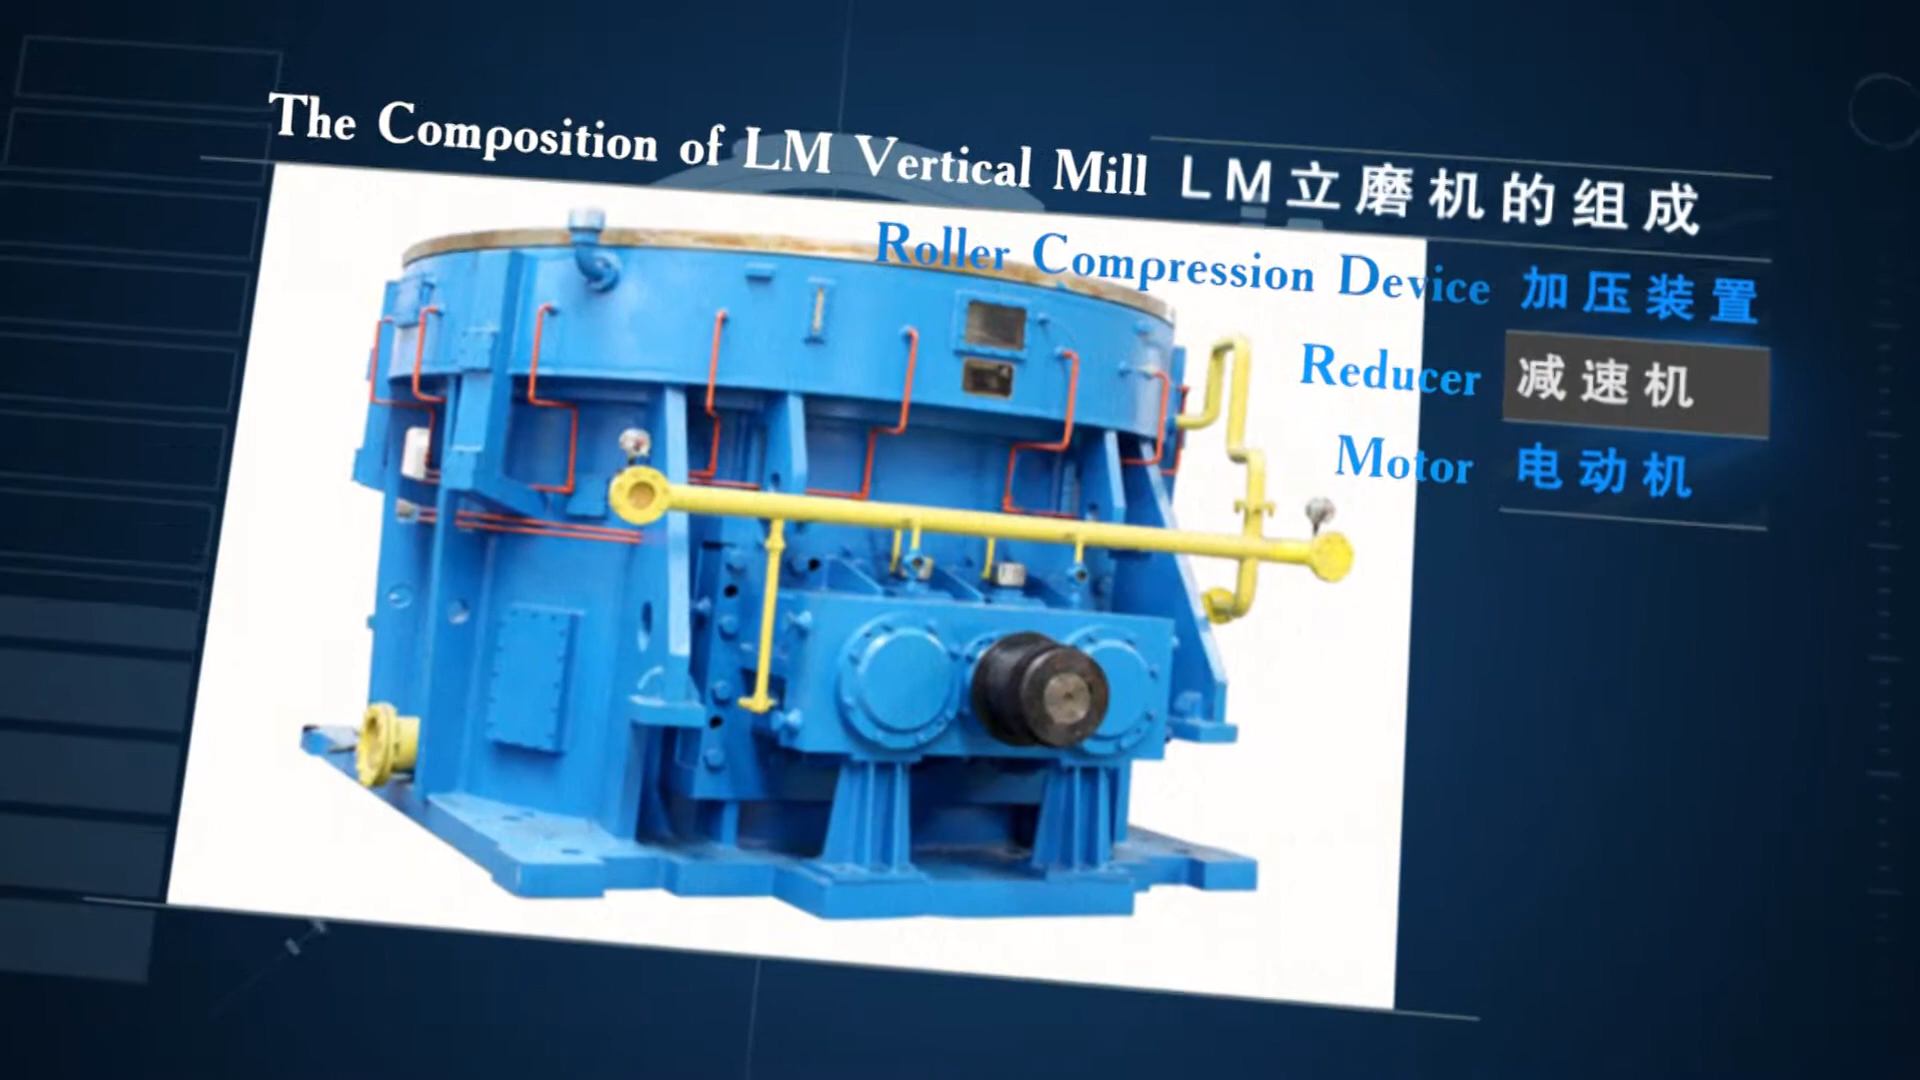 The Composition of LM Vertical Mill LM立磨机的组成
Roller Compression Device 加压装置
Reducer 减速机
Motor 电动机